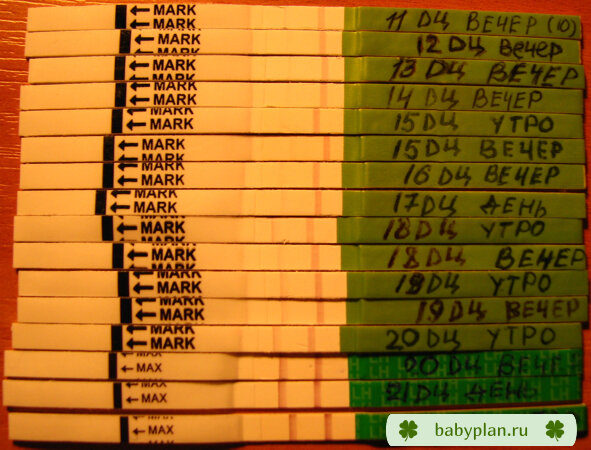 MARK 11 ДЦ ВЕЧЕР (10)
MARK 12 ДЦ ВЕЧЕР
MARK 13 ДЦ ВЕЧЕР
MARK 14 ДЦ ВЕЧЕР
MARK 15 ДЦ УТРО
MARK 15 ДЦ ВЕЧЕР
MARK 16 ДЦ ВЕЧЕР
MARK 17 ДЦ ДЕНЬ
MARK 18 ДЦ УТРО
MARK 18 ДЦ ВЕЧЕР
MARK 19 ДЦ УТРО
MARK 19 ДЦ ВЕЧЕР
MARK 20 ДЦ УТРО
MAX 20 ДЦ ВЕЧЕР
MAX 21 ДЦ ДЕНЬ
MAX
babyplan.ru